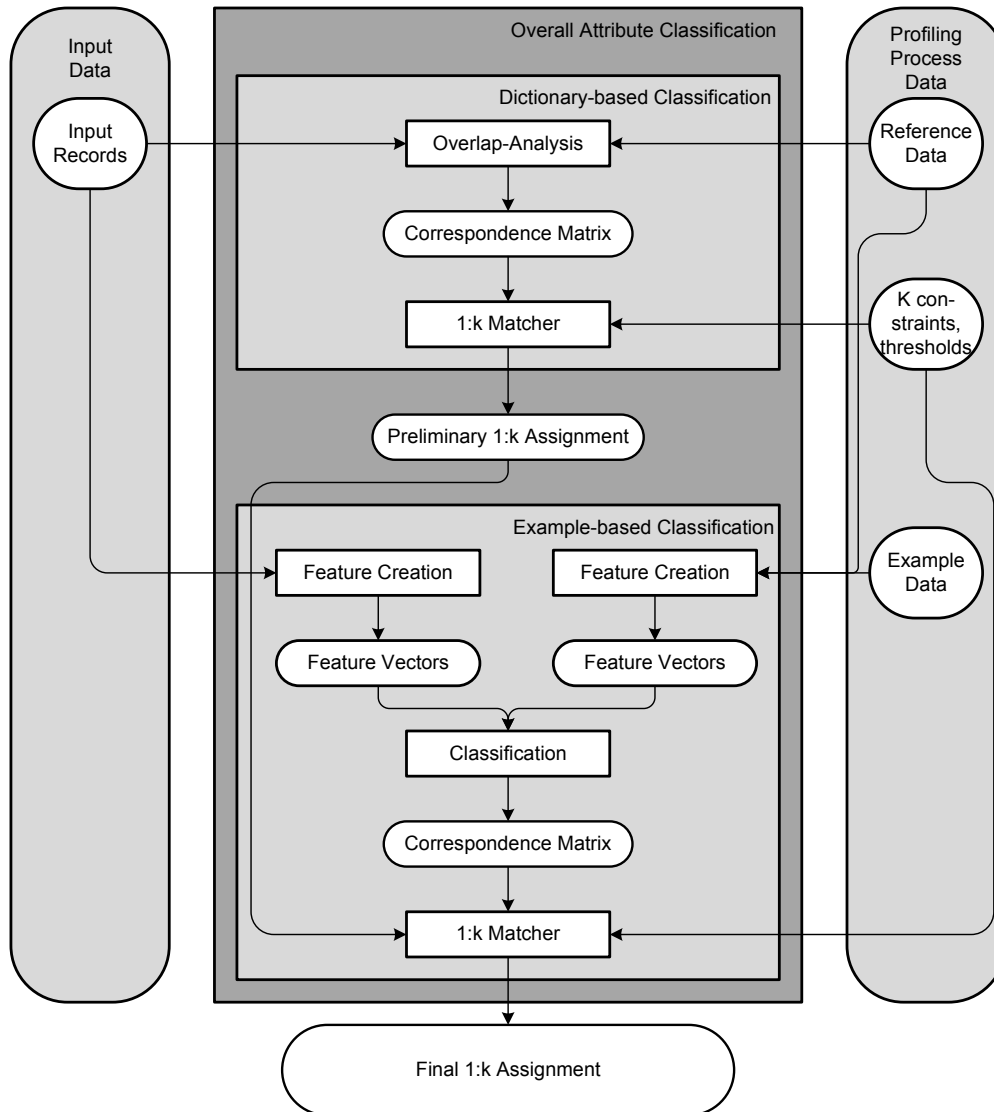 Input
Data
Input
Records
Overall Attribute Classification
Dictionary-based Classification
Overlap-Analysis
Correspondence Matrix
1:k Matcher
Preliminary 1:k Assignment
Example-based Classification
Feature Creation
Feature Creation
Feature Vectors
Feature Vectors
Classification
Correspondence Matrix
1:k Matcher
Final 1:k Assignment
Profiling
Process
Data
Reference
Data
K con-
straints,
thresholds
Example
Data